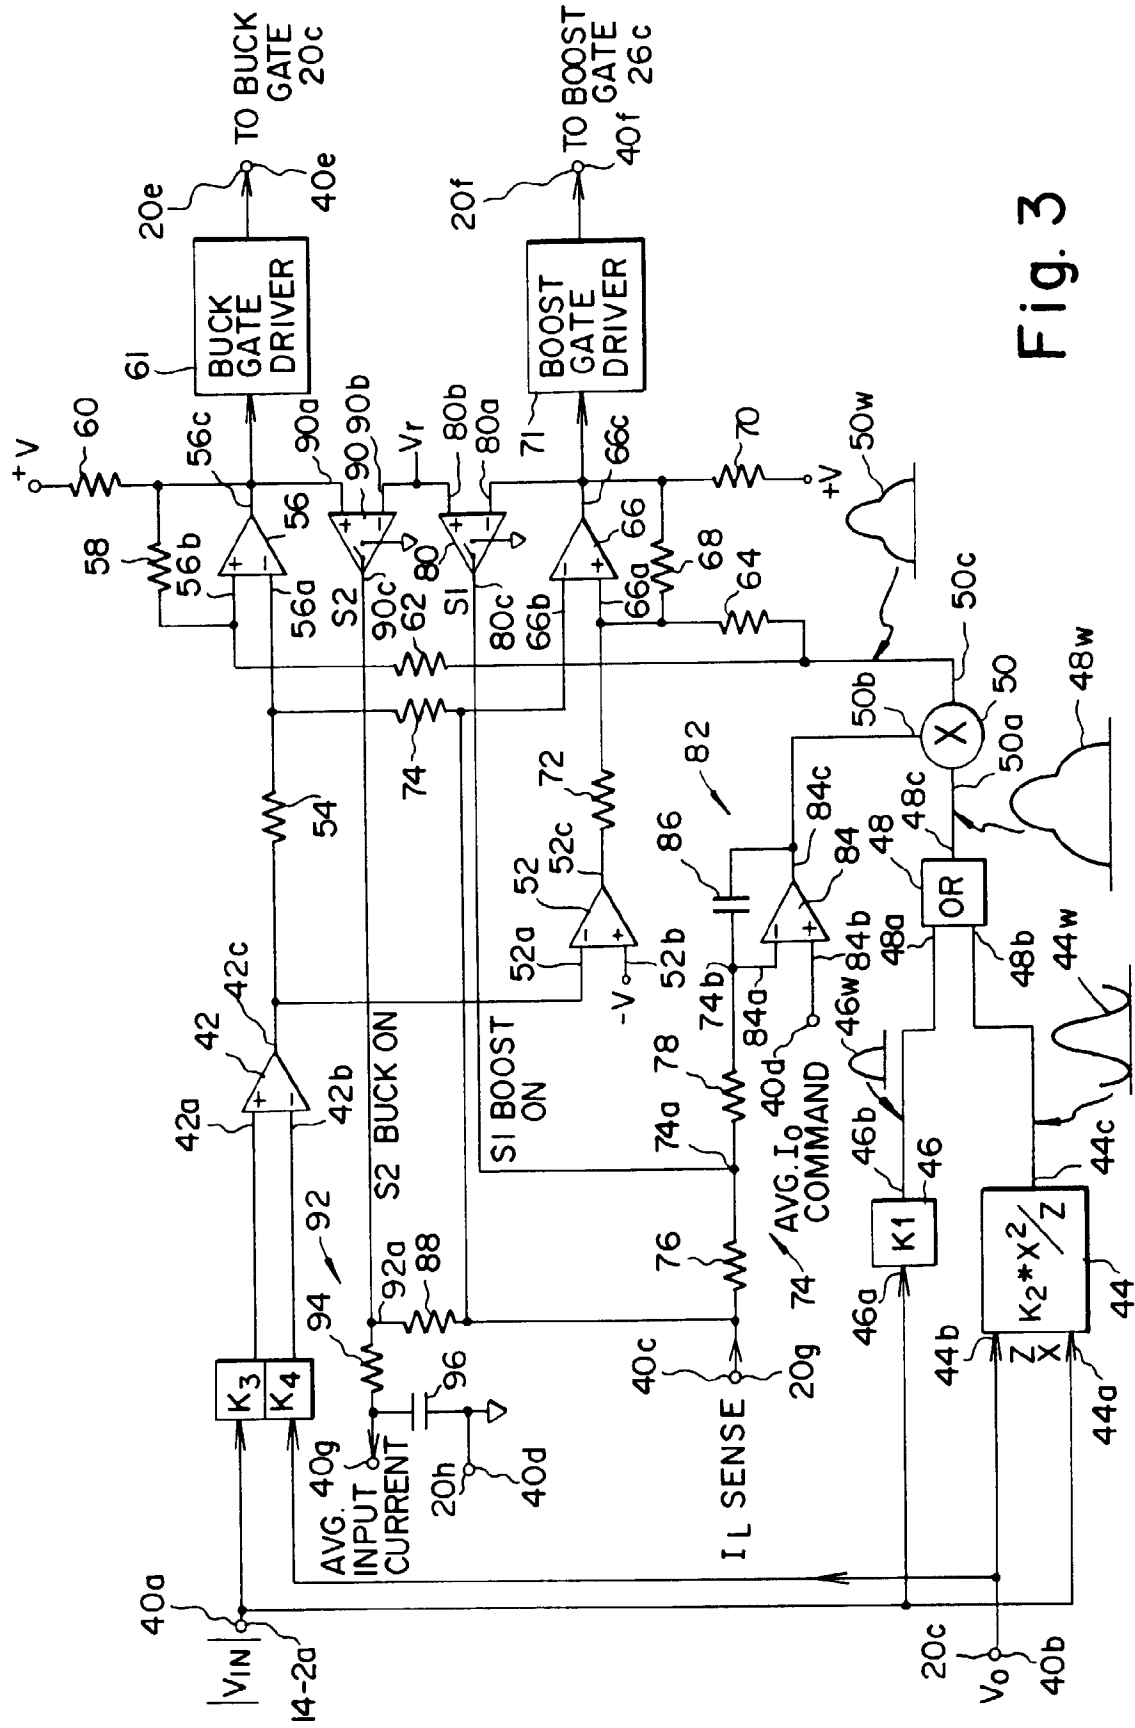 TO BUCK
GATE
20c
20e
40e
BUCK
GATE
DRIVER
61
+V
60
56c
90a
58
56b
56
56a
90
90b
Vr
S2
90c
62
80
80b
80a
S1
80c
66b
TO BOOST
GATE
26c
20f
40f
BOOST
GATE
DRIVER
71
66c
66
66a
68
64
70
+V
50w
50c
50b
X
50
50a
48w
74
54
72
52
52c
52a
52b
-V
82
86
84c
84
84b
84a
74b
78
74a
76
74
40d
AVG. Io
COMMAND
48c
48
OR
48a
48b
44w
46w
46b
46
K1
46a
44c
K2*X²/Z
44
44b
Z
X
44a
42c
42
42a
42b
+
-
S2 BUCK ON
S1 BOOST
ON
92
92a
94
88
96
K3
K4
40g
AVG.
INPUT
CURRENT
20h
40d
40c
20g
IL SENSE
40a
|VIN|
14-2a
20c
Vo
40b
Fig. 3